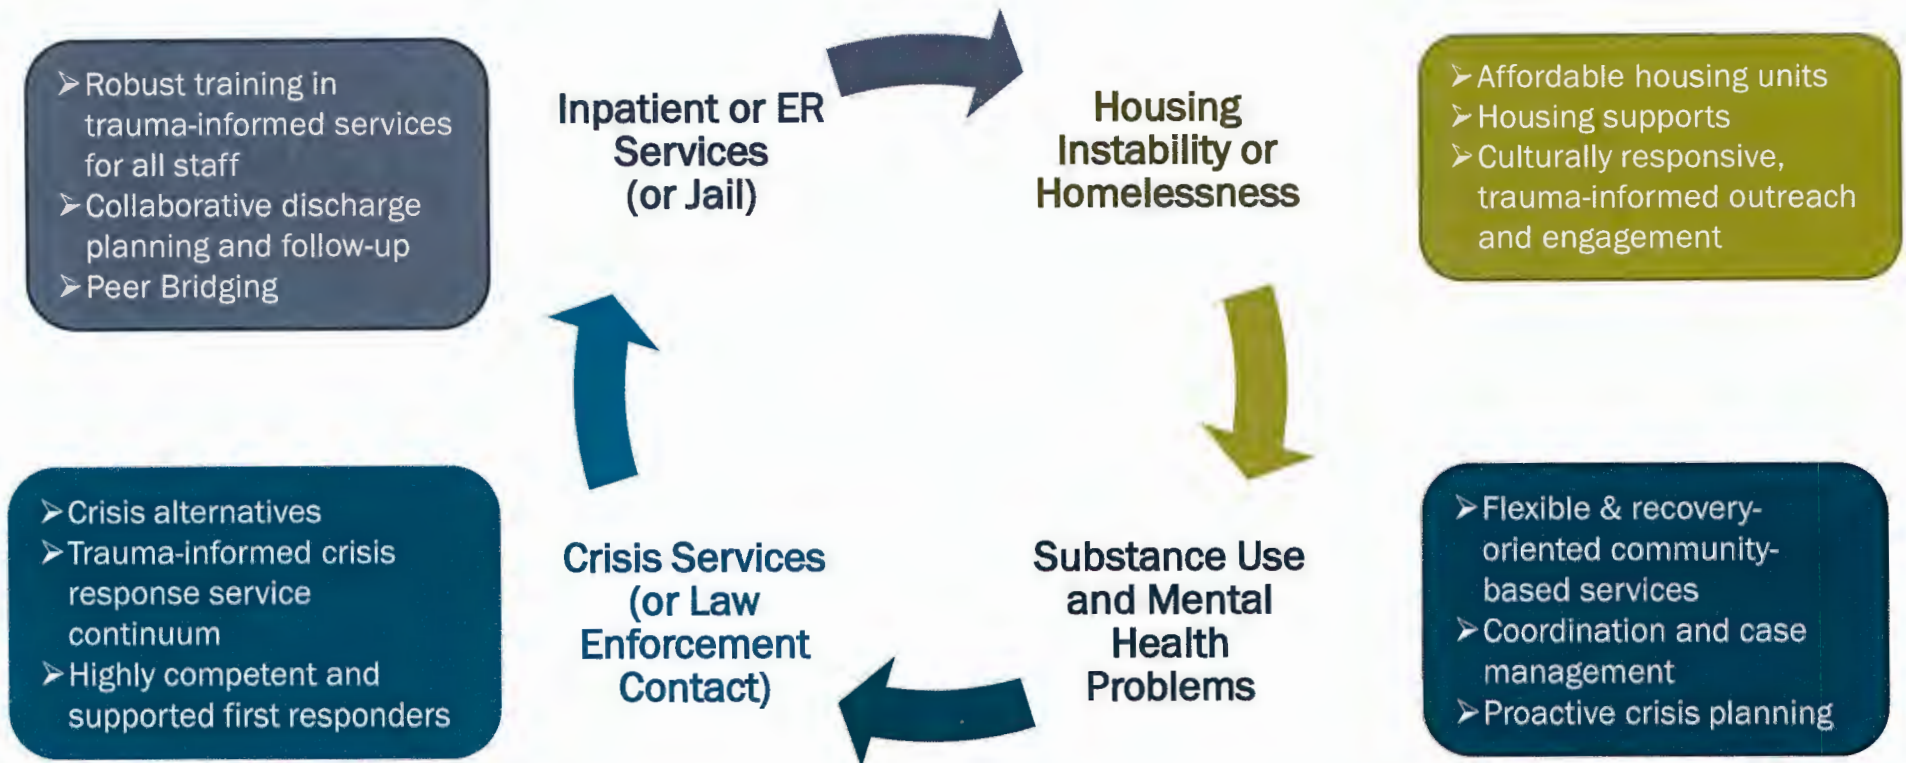 ➢Robust training in
trauma-informed services
for all staff
➢Collaborative discharge
planning and follow-up
➢Peer Bridging
Inpatient or ER
Services
(or Jail)
Housing
Instability or
Homelessness
➢Affordable housing units
➢Housing supports
➢Culturally responsive,
trauma-informed outreach
and engagement
➢Crisis alternatives
➢Trauma-informed crisis
response service
continuum
➢Highly competent and
supported first responders
Crisis Services
(or Law
Enforcement
Contact)
Substance Use
and Mental
Health
Problems
➢Flexible & recovery-
oriented community-
based services
➢Coordination and case
management
➢Proactive crisis planning